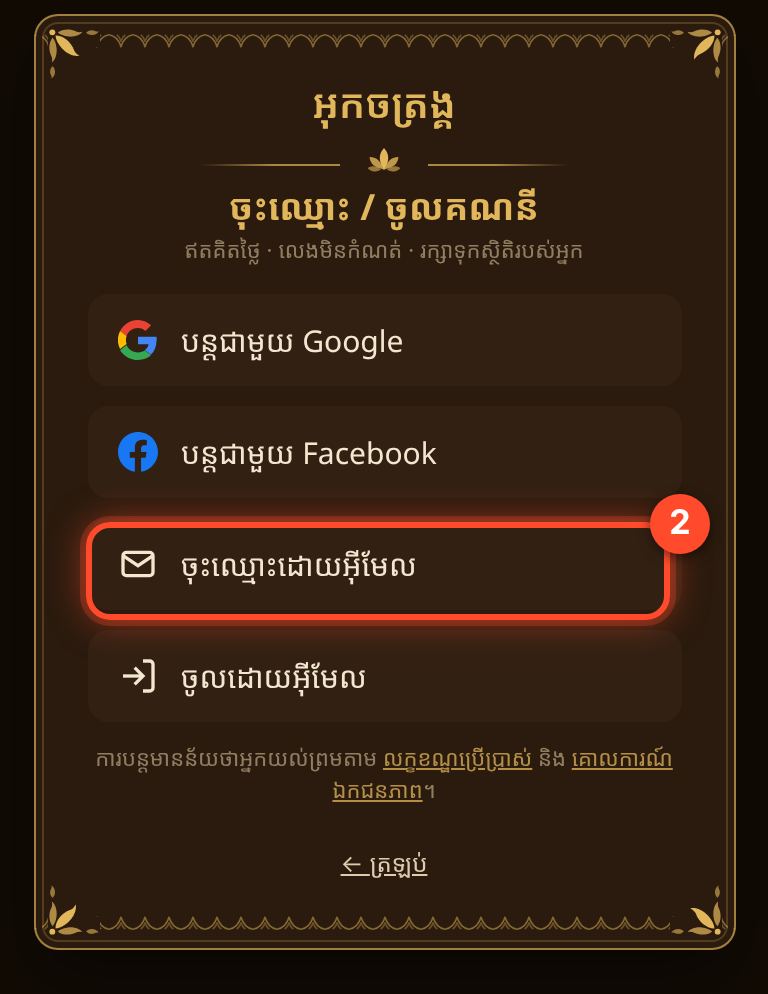 អុកចត្រង្គ
ចុះឈ្មោះ / ចូលគណនី
ឥតគិតថ្លៃ · លេងមិនកំណត់ · រក្សាទុកស្ថិតិរបស់អ្នក
បន្តជាមួយ Google
បន្តជាមួយ Facebook
2
ចុះឈ្មោះដោយអ៊ីមែល
ចូលដោយអ៊ីមែល
ការបន្តមានន័យថាអ្នកយល់ព្រមតាម លក្ខខណ្ឌប្រើប្រាស់ និង គោលការណ៍
ឯកជនភាព។
← ត្រឡប់